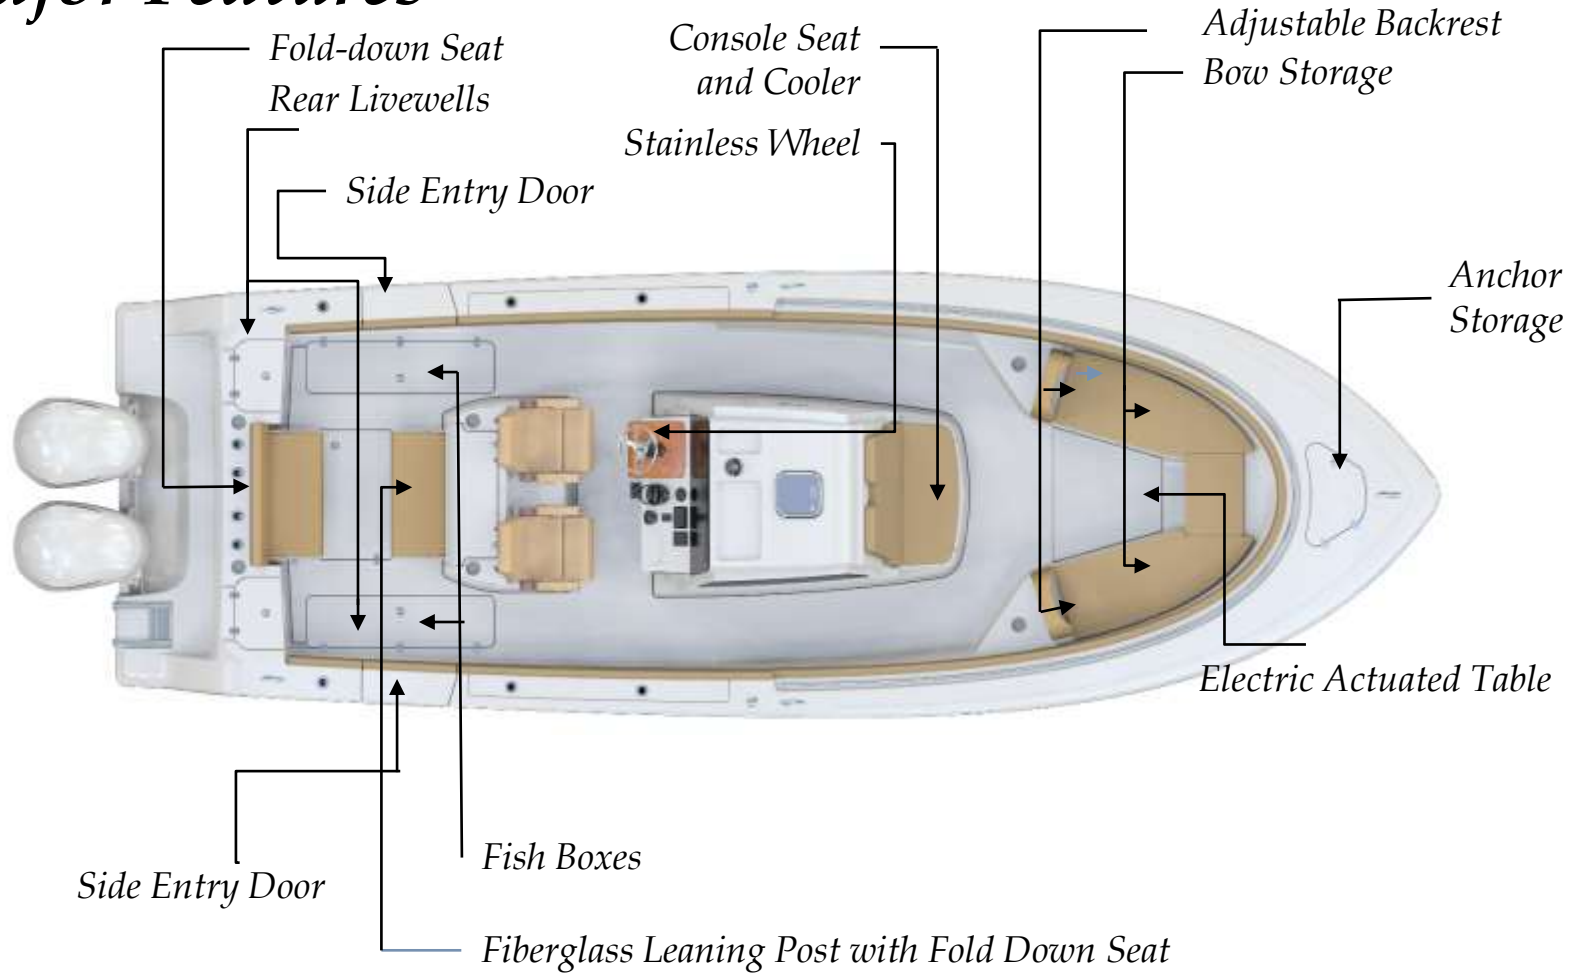 Features
Fold-down Seat
Rear Livewells
Side Entry Door
Console Seat
and Cooler
Stainless Wheel
Adjustable Backrest
Bow Storage
Anchor
Storage
Electric Actuated Table
Side Entry Door
Fish Boxes
Fiberglass Leaning Post with Fold Down Seat